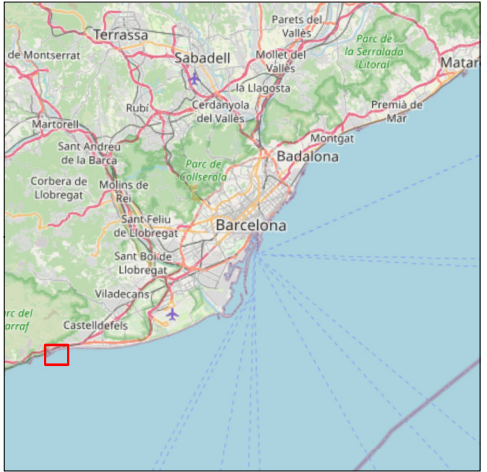 Parets del
Vallès
Terrassa
Parc de
la Serralada
Litoral
Sabadell
Mollet del
Vallès
de Montserrat
Matar
la Llagosta
Rubí
Cerdanyola
del Vallès
Premià de
Mar
Martorell
Montgat
Sant Andreu
de la Barca
Badalona
Parc de
Collserola
Corbera de
Llobregat
Molins de
Rei
Sant Feliu
de Llobregat
Barcelona
Sant Boi de
Llobregat
Viladecans
arc del
arraf
Castelldefels